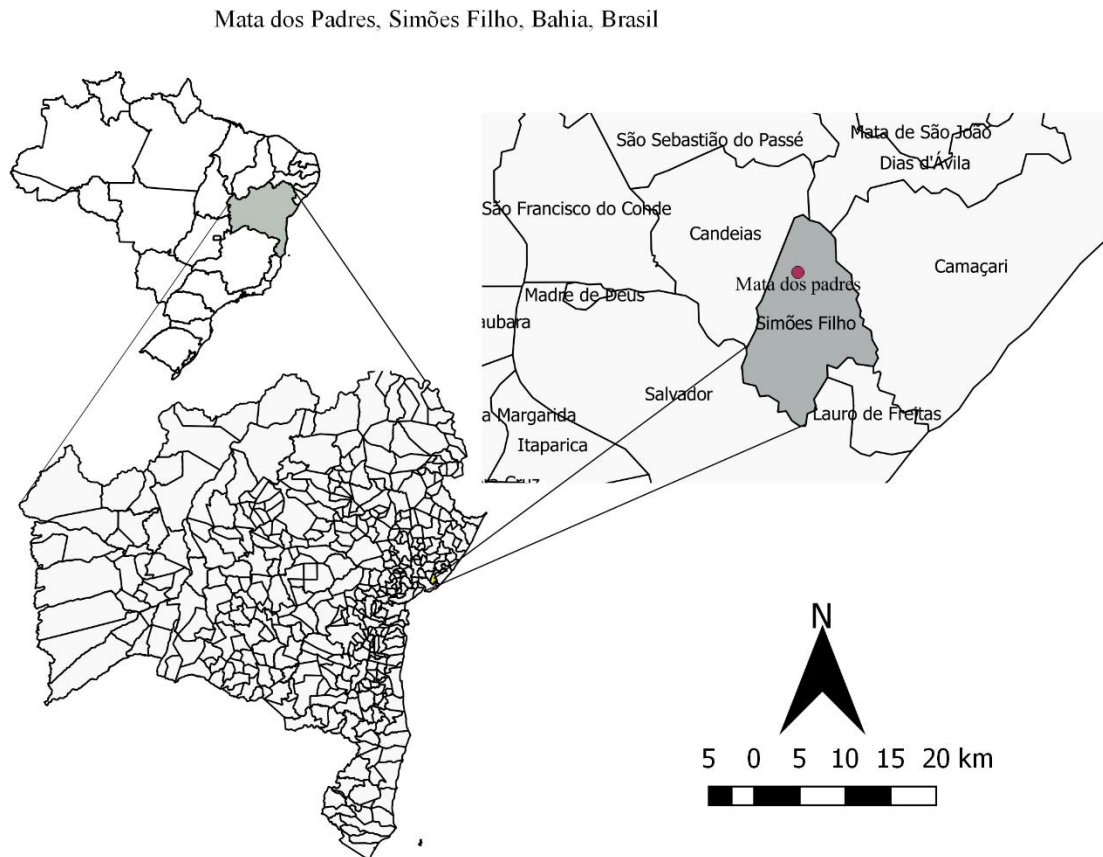 Mata dos Padres, Simões Filho, Bahia, Brasil
São Sebastião do Passé
Mata de São João
Dias d'Ávila
São Francisco do Conde
Candeias
Camaçari
Mata dos padres
Madre de Deus
Simões Filho
aubara
Salvador
a Margarida
Lauro de Freitas
Itaparica
N
5 0 5 10 15 20 km